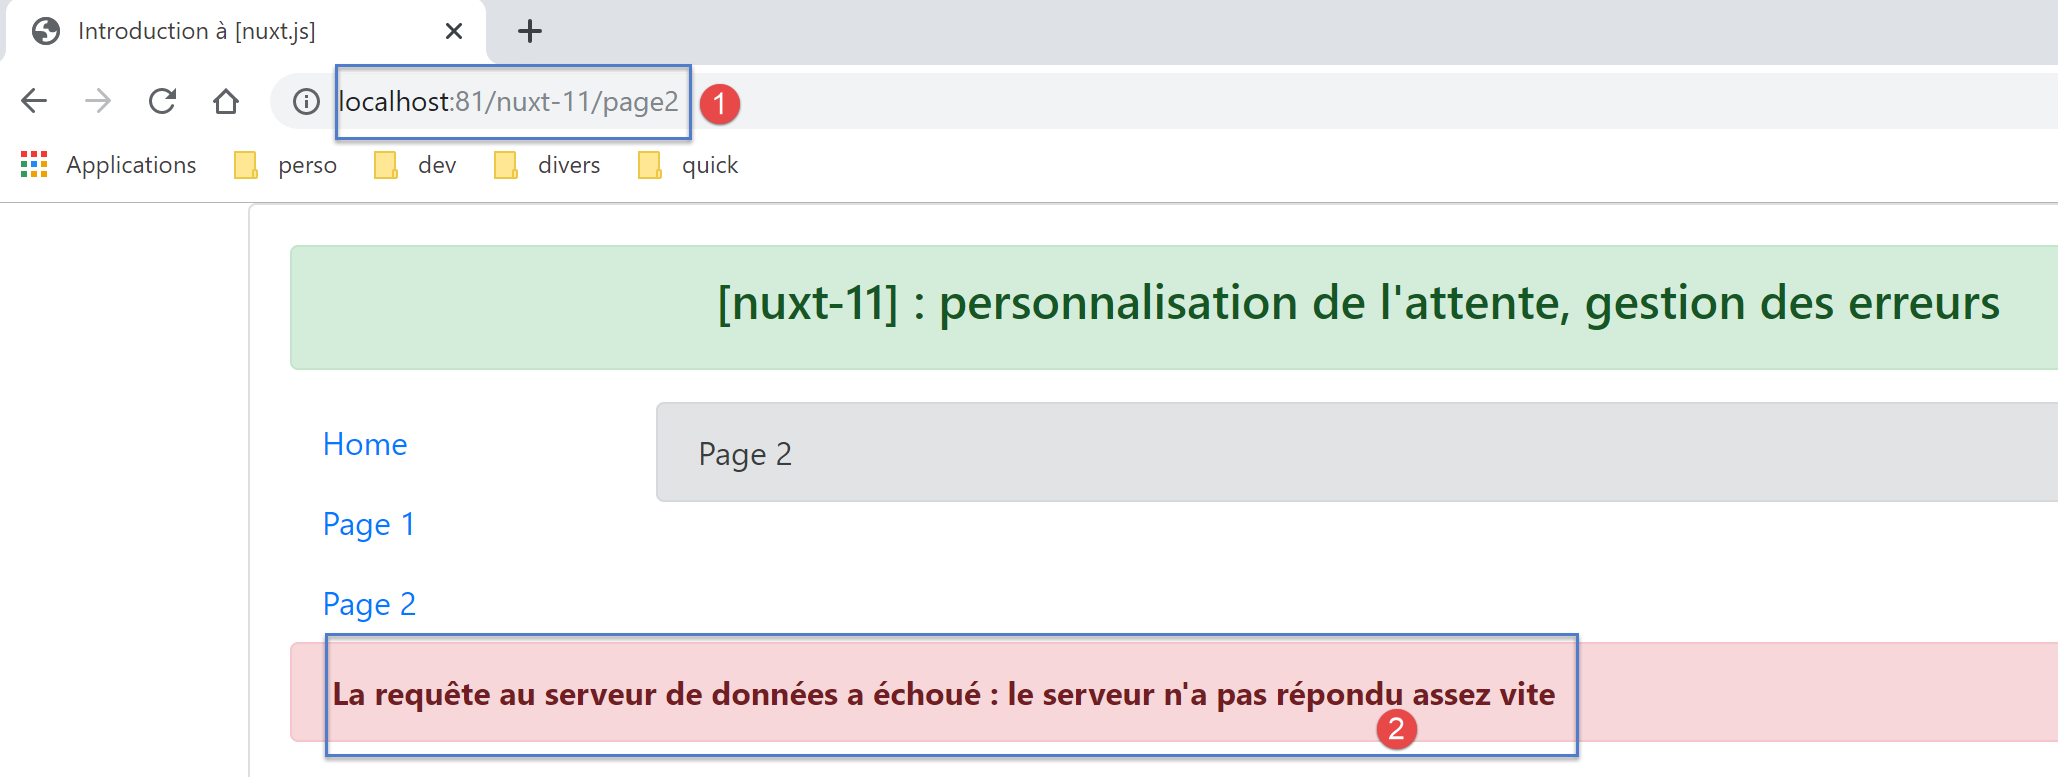 Introduction à [nuxt.js]
localhost:81/nuxt-11/page2
1
Applications perso dev divers quick
[nuxt-11] : personnalisation de l'attente, gestion des erreurs
Home
Page 2
Page 1
Page 2
La requête au serveur de données a échoué : le serveur n'a pas répondu assez vite
2